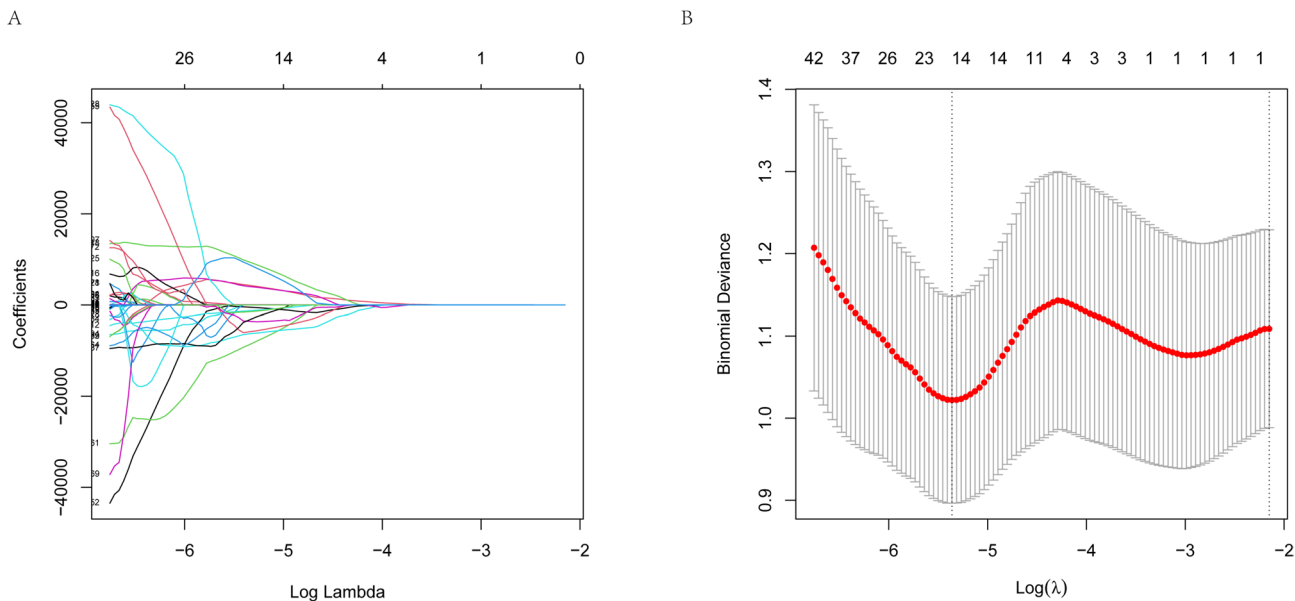 A
26 14 4 1 0
40000
20000
0
−20000
−40000
Coefficients
61
52
−6 −5 −4 −3 −2
Log Lambda
B
42 37 26 23 14 14 11 4 3 3 1 1 1 1 1
1.4
1.3
1.2
1.1
1.0
0.9
Binomial Deviance
−6 −5 −4 −3 −2
Log(λ)